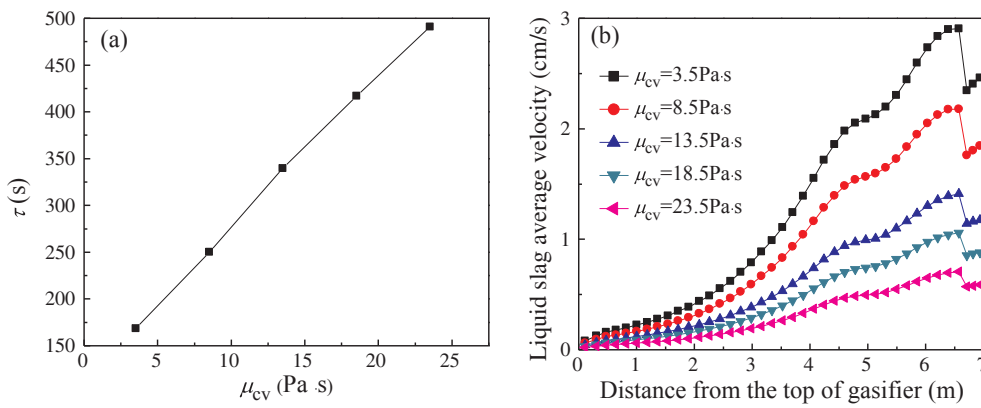 (a)
500
450
400
350
300
250
200
150
τ (s)
0 5 10 15 20 25
μcv (Pa·s)
(b)
3
2
1
0
Liquid slag average velocity (cm/s)
μcv=3.5Pa·s
μcv=8.5Pa·s
μcv=13.5Pa·s
μcv=18.5Pa·s
μcv=23.5Pa·s
0 1 2 3 4 5 6 7
Distance from the top of gasifier (m)